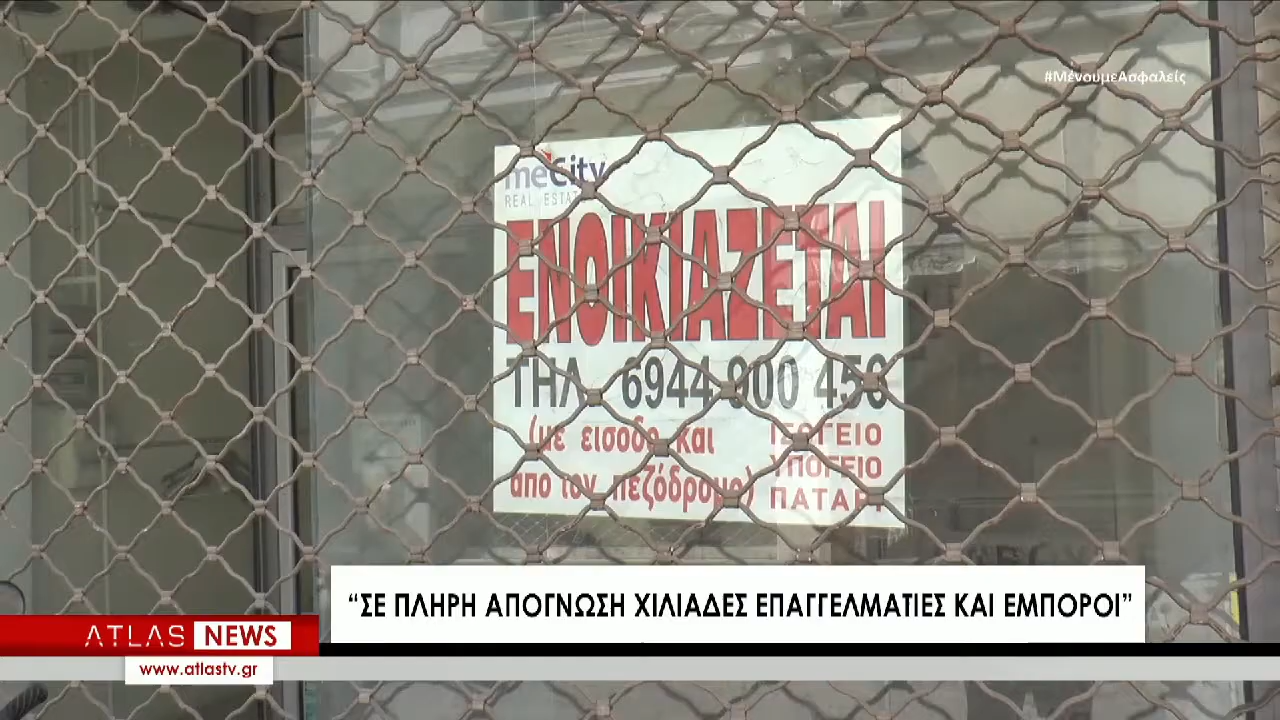 #ΜένουμεΑσφαλείς
meCity
REAL ESTATE
ΕΝΟΙΚΙΑΖΕΤΑΙ
ΤΗΛ. 6944 900 456
(με εισοδο και
απο τον πεζόδρομο)
ΙΣΟΓΕΙΟ
ΥΠΟΓΕΙΟ
ΠΑΤΑΡΙ
“ΣΕ ΠΛΗΡΗ ΑΠΟΓΝΩΣΗ ΧΙΛΙΑΔΕΣ ΕΠΑΓΓΕΛΜΑΤΙΕΣ ΚΑΙ ΕΜΠΟΡΟΙ”
ATLAS NEWS
www.atlastv.gr